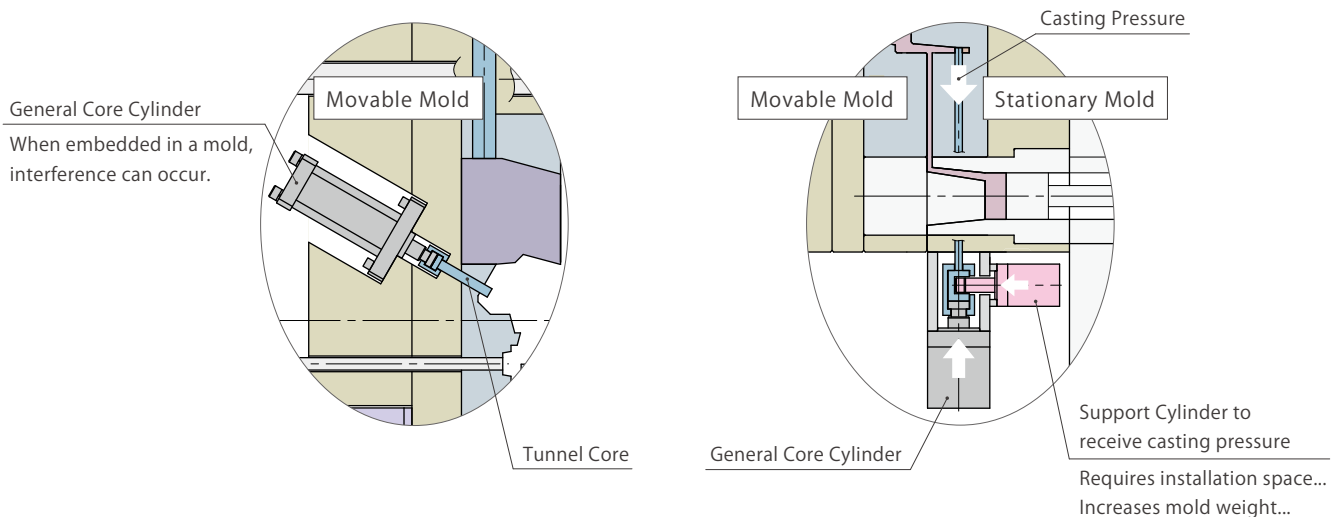 General Core Cylinder
When embedded in a mold,
interference can occur.
Movable Mold
Tunnel Core
Casting Pressure
Movable Mold
Stationary Mold
General Core Cylinder
Support Cylinder to
receive casting pressure
Requires installation space...
Increases mold weight...